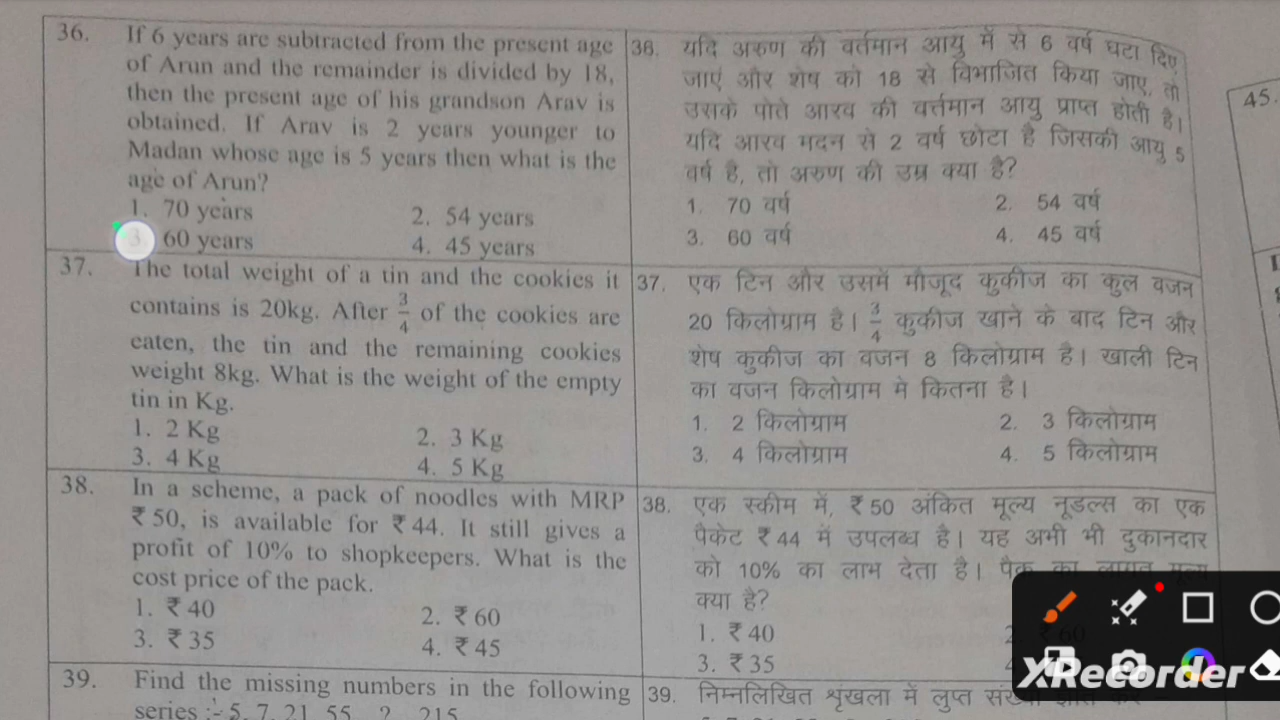 36. If 6 years are subtracted from the present age
of Arun and the remainder is divided by 18,
then the present age of his grandson Arav is
obtained. If Arav is 2 years younger to
Madan whose age is 5 years then what is the
age of Arun?
1. 70 years 2. 54 years
3. 60 years 4. 45 years
37. The total weight of a tin and the cookies it
contains is 20kg. After 3/4 of the cookies are
eaten, the tin and the remaining cookies
weight 8kg. What is the weight of the empty
tin in Kg.
1. 2 Kg 2. 3 Kg
3. 4 Kg 4. 5 Kg
38. In a scheme, a pack of noodles with MRP
₹ 50, is available for ₹ 44. It still gives a
profit of 10% to shopkeepers. What is the
cost price of the pack.
1. ₹ 40 2. ₹ 60
3. ₹ 35 4. ₹ 45
39. Find the missing numbers in the following
series :- 5, 7, 21, 55, ?, 215
36. यदि अरुण की वर्तमान आयु में से 6 वर्ष घटा दिए
जाएं और शेष को 18 से विभाजित किया जाए, तो
उसके पोते आरव की वर्त्तमान आयु प्राप्त होती है।
यदि आरव मदन से 2 वर्ष छोटा है जिसकी आयु 5
वर्ष है, तो अरुण की उम्र क्या है?
1. 70 वर्ष 2. 54 वर्ष
3. 60 वर्ष 4. 45 वर्ष
37. एक टिन और उसमें मौजूद कुकीज का कुल वजन
20 किलोग्राम है। 3/4 कुकीज खाने के बाद टिन और
शेष कुकीज का वजन 8 किलोग्राम है। खाली टिन
का वजन किलोग्राम मे कितना है।
1. 2 किलोग्राम 2. 3 किलोग्राम
3. 4 किलोग्राम 4. 5 किलोग्राम
38. एक स्कीम में, ₹ 50 अंकित मूल्य नूडल्स का एक
पैकेट ₹ 44 में उपलब्ध है। यह अभी भी दुकानदार
को 10% का लाभ देता है। पैक का लागत मूल्य
क्या है?
1. ₹ 40 2. ₹ 60
3. ₹ 35
39. निम्नलिखित शृंखला में लुप्त
45.
XRecorder